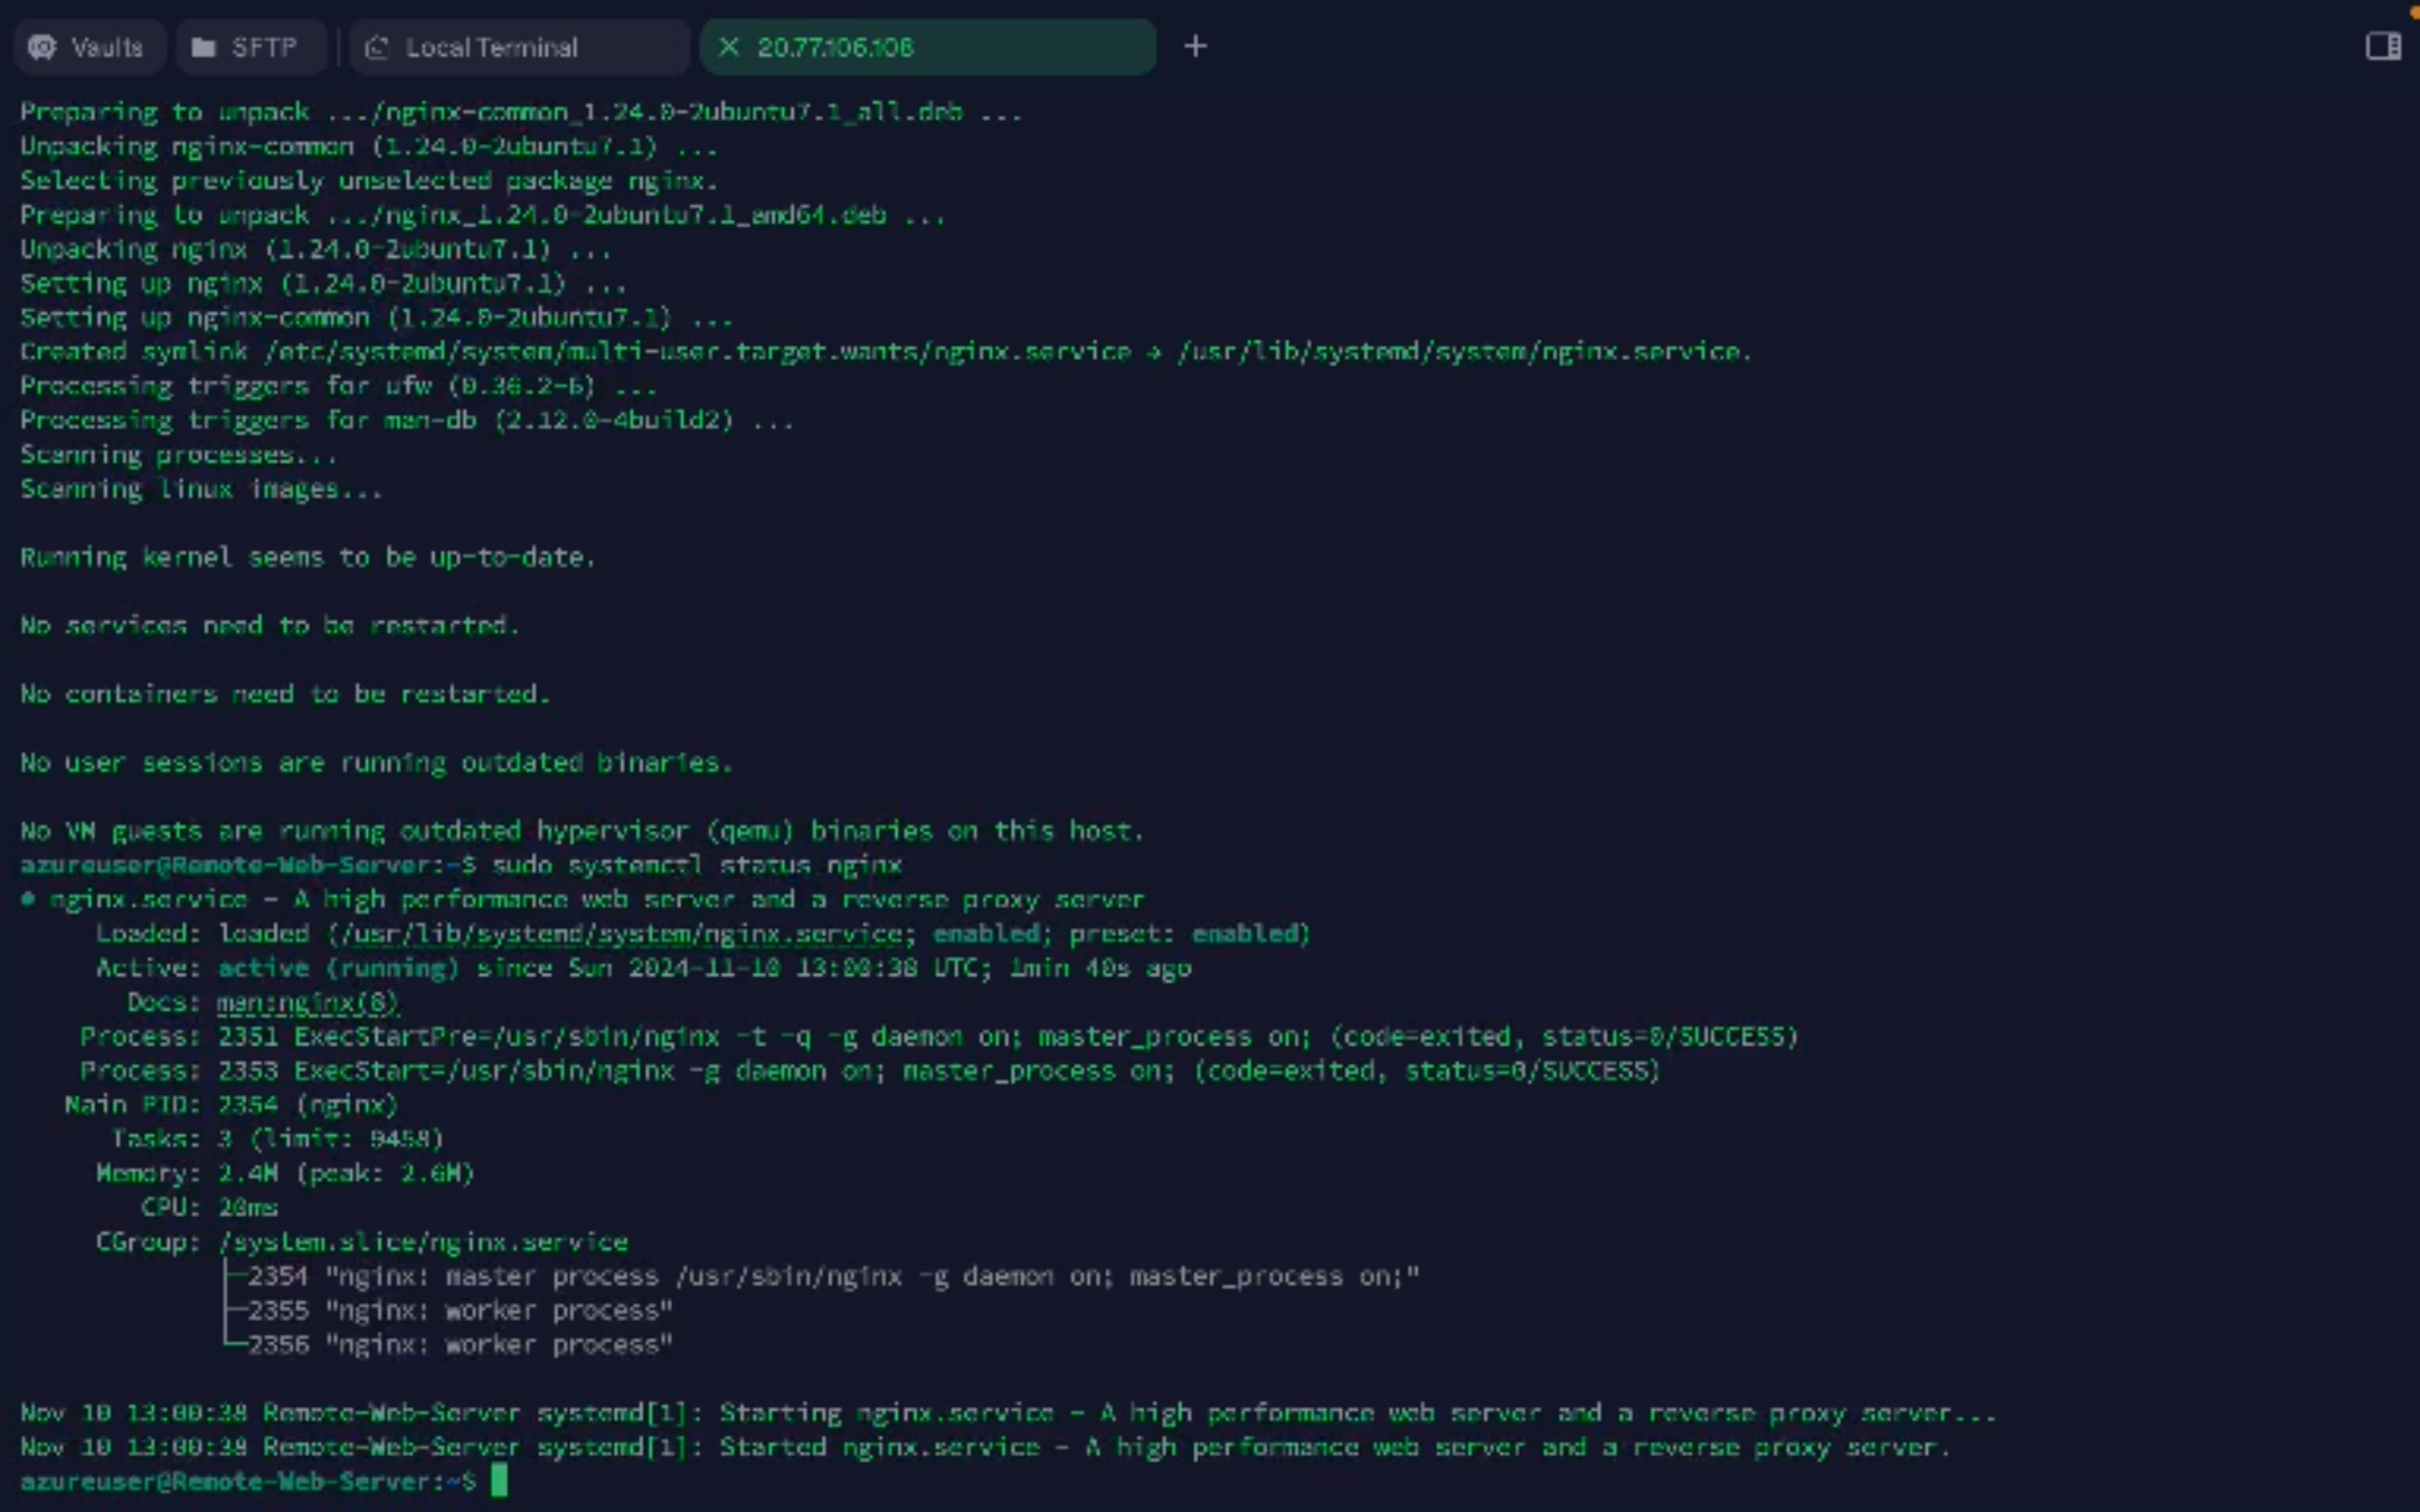 Vaults SFTP Local Terminal 20.77.106.108
Preparing to unpack .../nginx-common_1.24.0-2ubuntu7.1_all.deb ...
Unpacking nginx-common (1.24.0-2ubuntu7.1) ...
Selecting previously unselected package nginx.
Preparing to unpack .../nginx_1.24.0-2ubuntu7.1_amd64.deb ...
Unpacking nginx (1.24.0-2ubuntu7.1) ...
Setting up nginx (1.24.0-2ubuntu7.1) ...
Setting up nginx-common (1.24.0-2ubuntu7.1) ...
Created symlink /etc/systemd/system/multi-user.target.wants/nginx.service → /usr/lib/systemd/system/nginx.service.
Processing triggers for ufw (0.36.2-6) ...
Processing triggers for man-db (2.12.0-4build2) ...
Scanning processes...
Scanning linux images...
Running kernel seems to be up-to-date.
No services need to be restarted.
No containers need to be restarted.
No user sessions are running outdated binaries.
No VM guests are running outdated hypervisor (qemu) binaries on this host.
azureuser@Remote-Web-Server:~$ sudo systemctl status nginx
● nginx.service - A high performance web server and a reverse proxy server
Loaded: loaded (/usr/lib/systemd/system/nginx.service; enabled; preset: enabled)
Active: active (running) since Sun 2024-11-10 13:00:38 UTC; 1min 40s ago
Docs: man:nginx(8)
Process: 2351 ExecStartPre=/usr/sbin/nginx -t -q -g daemon on; master_process on; (code=exited, status=0/SUCCESS)
Process: 2353 ExecStart=/usr/sbin/nginx -g daemon on; master_process on; (code=exited, status=0/SUCCESS)
Main PID: 2354 (nginx)
Tasks: 3 (limit: 9458)
Memory: 2.4M (peak: 2.6M)
CPU: 20ms
CGroup: /system.slice/nginx.service
├─2354 "nginx: master process /usr/sbin/nginx -g daemon on; master_process on;"
├─2355 "nginx: worker process"
└─2356 "nginx: worker process"
Nov 10 13:00:38 Remote-Web-Server systemd[1]: Starting nginx.service - A high performance web server and a reverse proxy server...
Nov 10 13:00:38 Remote-Web-Server systemd[1]: Started nginx.service - A high performance web server and a reverse proxy server.
azureuser@Remote-Web-Server:~$